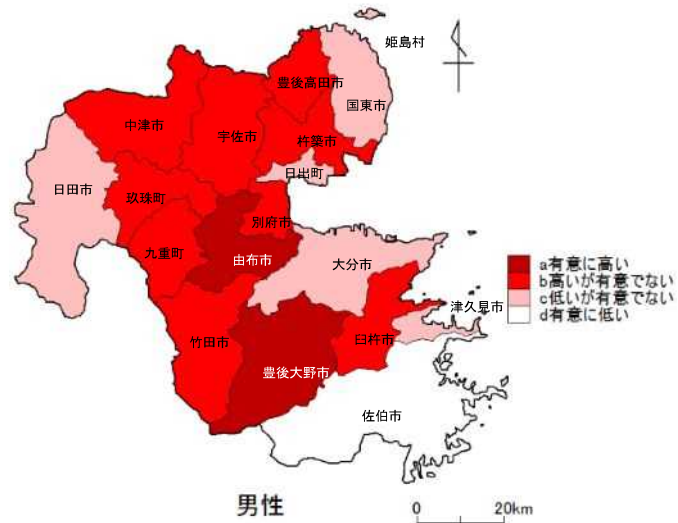 姫島村
豊後高田市
国東市
中津市
宇佐市
杵築市
日出町
日田市
玖珠町
別府市
九重町
由布市
大分市
a有意に高い
b高いが有意でない
c低いが有意でない
d有意に低い
津久見市
竹田市
臼杵市
豊後大野市
佐伯市
男性
0 20km